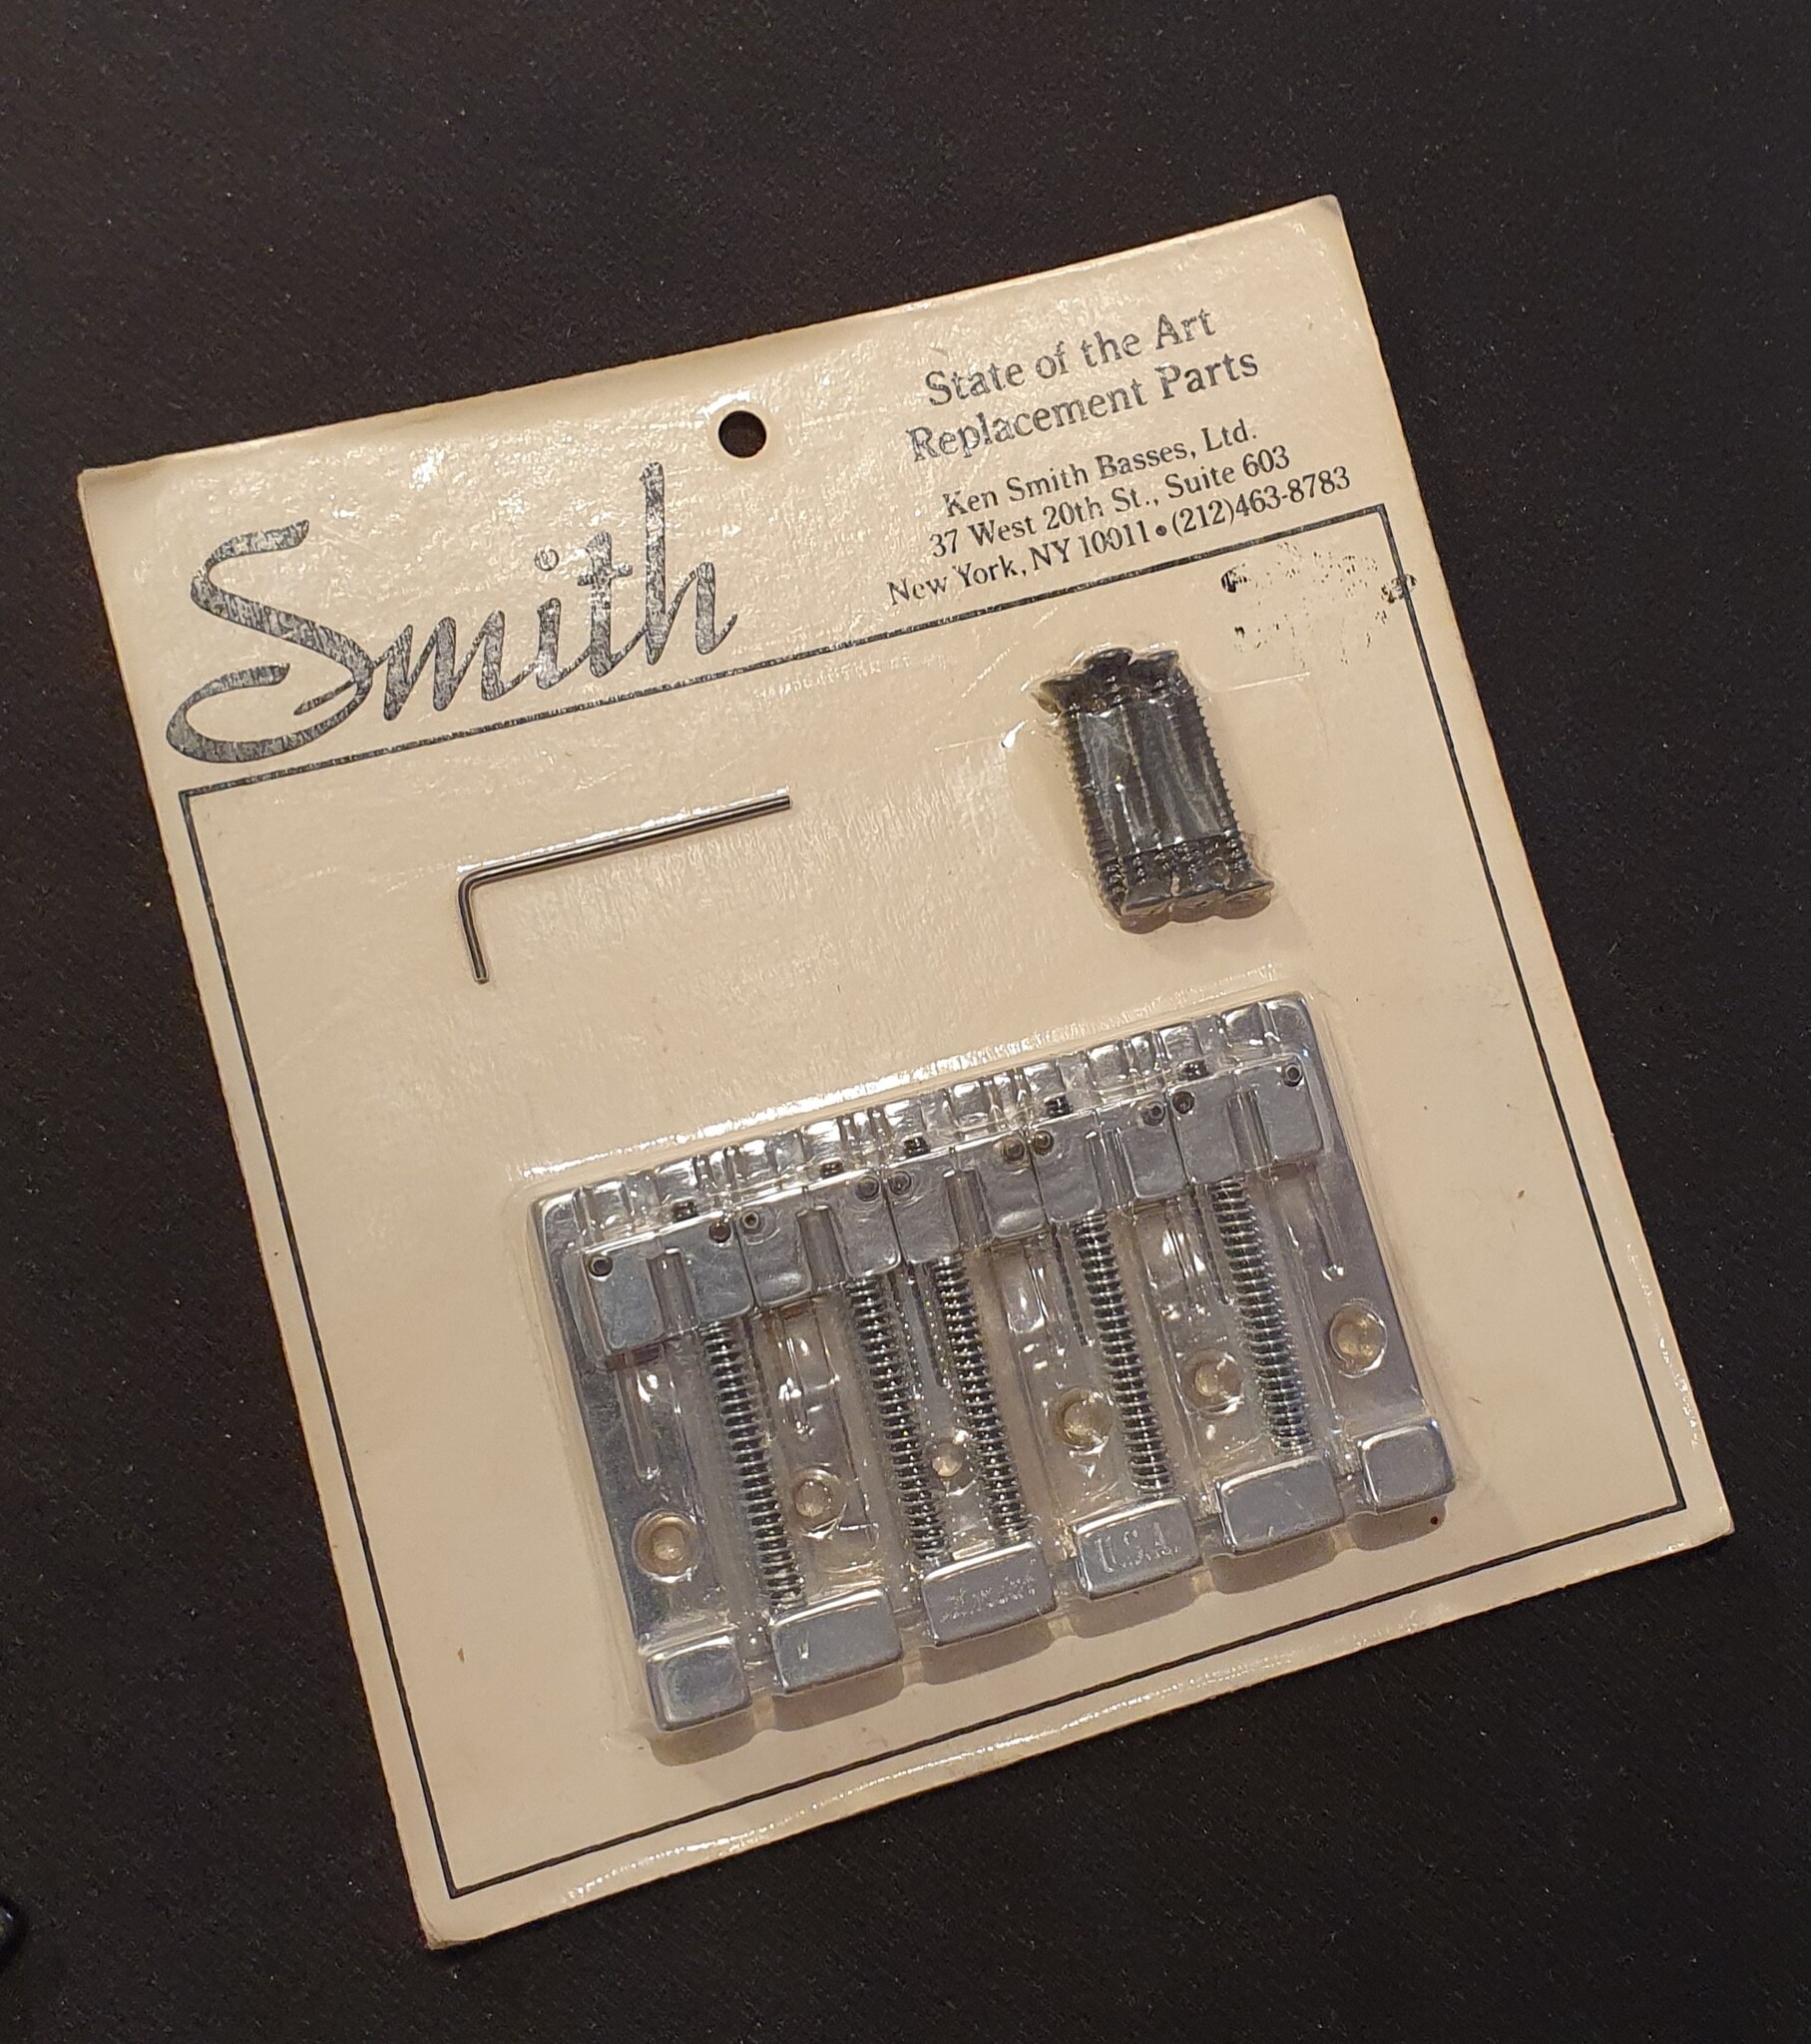 Smith®
State of the Art
Replacement Parts
Ken Smith Basses, Ltd.
37 West 20th St., Suite 603
New York, NY 10011 • (212)463-8783
U.S.A.